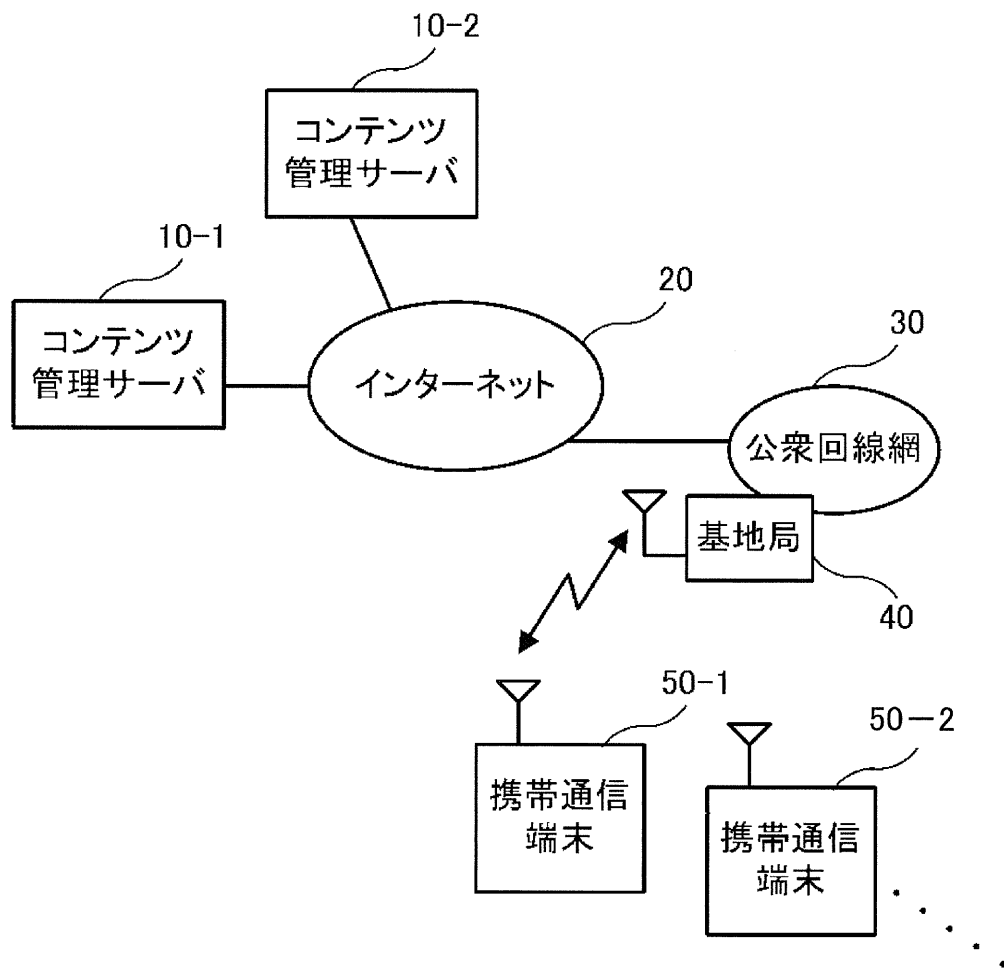 10-2
コンテンツ
管理サーバ
10-1
コンテンツ
管理サーバ
20
インターネット
30
公衆回線網
基地局
40
50-1
携帯通信
端末
50-2
携帯通信
端末